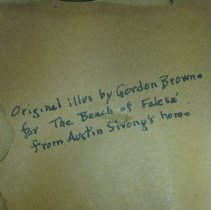 Original illus by Gordon Browne
for The Beach of Falesá
from Austin Strong's home